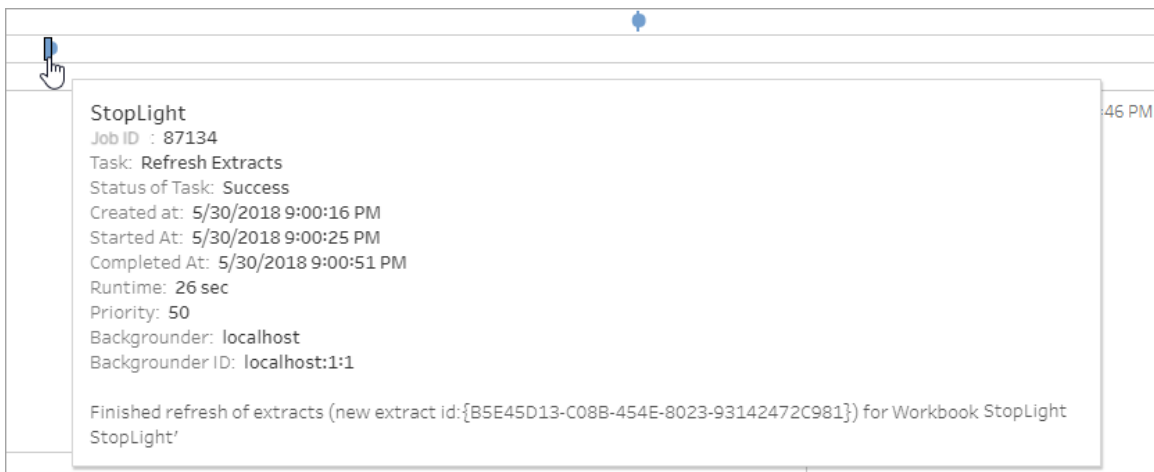 StopLight
Job ID : 87134
Task: Refresh Extracts
Status of Task: Success
Created at: 5/30/2018 9:00:16 PM
Started At: 5/30/2018 9:00:25 PM
Completed At: 5/30/2018 9:00:51 PM
Runtime: 26 sec
Priority: 50
Backgrounder: localhost
Backgrounder ID: localhost:1:1
Finished refresh of extracts (new extract id:{B5E45D13-C08B-454E-8023-93142472C981}) for Workbook StopLight
StopLight’
:46 PM